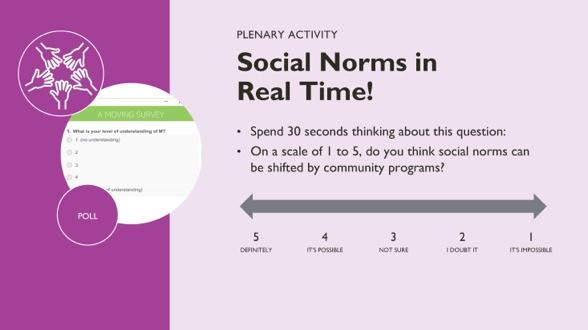 PLENARY ACTIVITY
Social Norms in
Real Time!
• Spend 30 seconds thinking about this question:
• On a scale of 1 to 5, do you think social norms can
be shifted by community programs?
5 4 3 2 1
DEFINITELY IT'S POSSIBLE NOT SURE I DOUBT IT IT'S IMPOSSIBLE
A MOVING SURVEY
1. What is your level of understanding of M?
1 (no understanding)
2
3
4
of understanding)
POLL